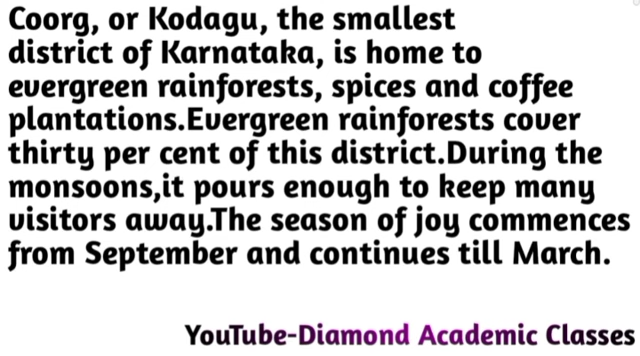 Coorg, or Kodagu, the smallest
district of Karnataka, is home to
evergreen rainforests, spices and coffee
plantations.Evergreen rainforests cover
thirty per cent of this district.During the
monsoons,it pours enough to keep many
visitors away.The season of joy commences
from September and continues till March.
YouTube-Diamond Academic Classes